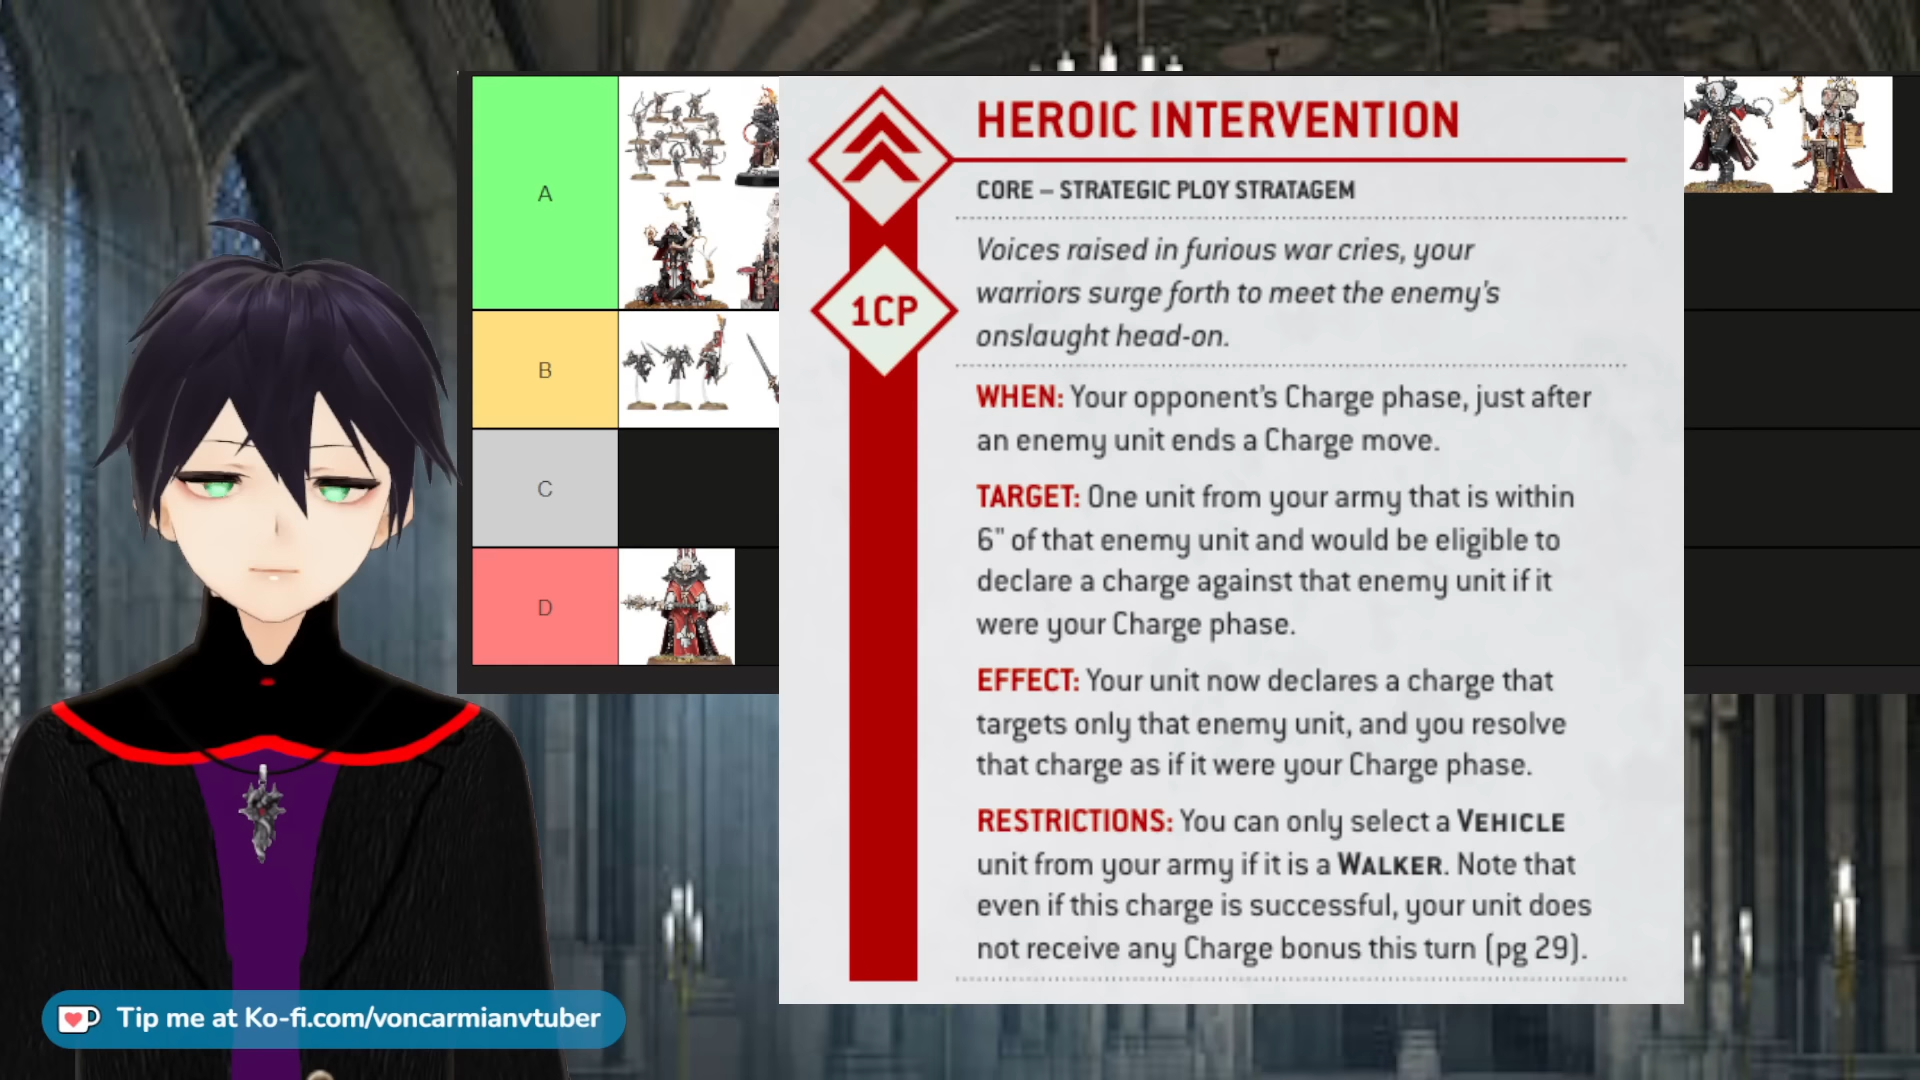 A
B
C
D
HEROIC INTERVENTION
CORE – STRATEGIC PLOY STRATAGEM
1CP
Voices raised in furious war cries, your
warriors surge forth to meet the enemy's
onslaught head-on.
WHEN: Your opponent's Charge phase, just after
an enemy unit ends a Charge move.
TARGET: One unit from your army that is within
6" of that enemy unit and would be eligible to
declare a charge against that enemy unit if it
were your Charge phase.
EFFECT: Your unit now declares a charge that
targets only that enemy unit, and you resolve
that charge as if it were your Charge phase.
RESTRICTIONS: You can only select a VEHICLE
unit from your army if it is a WALKER. Note that
even if this charge is successful, your unit does
not receive any Charge bonus this turn (pg 29).
Tip me at Ko-fi.com/voncarmianvtuber